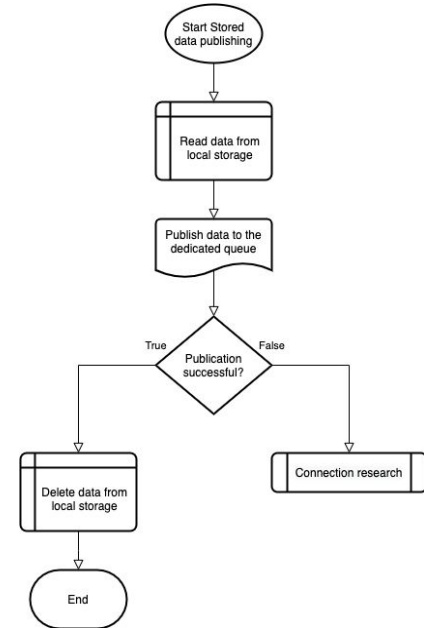 Start Stored
data publishing
Read data from
local storage
Publish data to the
dedicated queue
True
False
Publication
successful?
Connection research
Delete data from
local storage
End